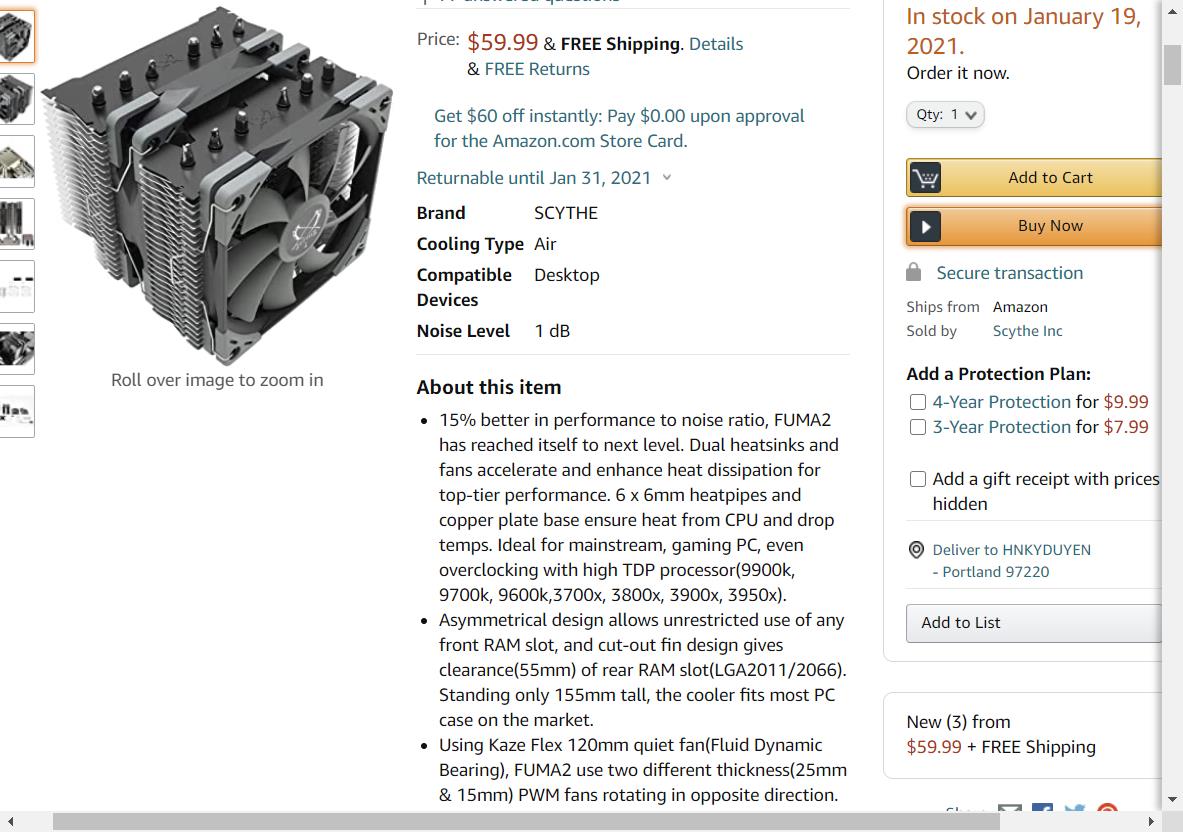 Price: $59.99 & FREE Shipping. Details
& FREE Returns
Get $60 off instantly: Pay $0.00 upon approval
for the Amazon.com Store Card.
Returnable until Jan 31, 2021
Brand SCYTHE
Cooling Type Air
Compatible Desktop
Devices
Noise Level 1 dB
Roll over image to zoom in
About this item
• 15% better in performance to noise ratio, FUMA2
has reached itself to next level. Dual heatsinks and
fans accelerate and enhance heat dissipation for
top-tier performance. 6 x 6mm heatpipes and
copper plate base ensure heat from CPU and drop
temps. Ideal for mainstream, gaming PC, even
overclocking with high TDP processor(9900k,
9700k, 9600k,3700x, 3800x, 3900x, 3950x).
• Asymmetrical design allows unrestricted use of any
front RAM slot, and cut-out fin design gives
clearance(55mm) of rear RAM slot(LGA2011/2066).
Standing only 155mm tall, the cooler fits most PC
case on the market.
• Using Kaze Flex 120mm quiet fan(Fluid Dynamic
Bearing), FUMA2 use two different thickness(25mm
& 15mm) PWM fans rotating in opposite direction.
In stock on January 19,
2021.
Order it now.
Qty: 1
Add to Cart
Buy Now
Secure transaction
Ships from Amazon
Sold by Scythe Inc
Add a Protection Plan:
4-Year Protection for $9.99
3-Year Protection for $7.99
Add a gift receipt with prices
hidden
Deliver to HNKYDUYEN
- Portland 97220
Add to List
New (3) from
$59.99 + FREE Shipping